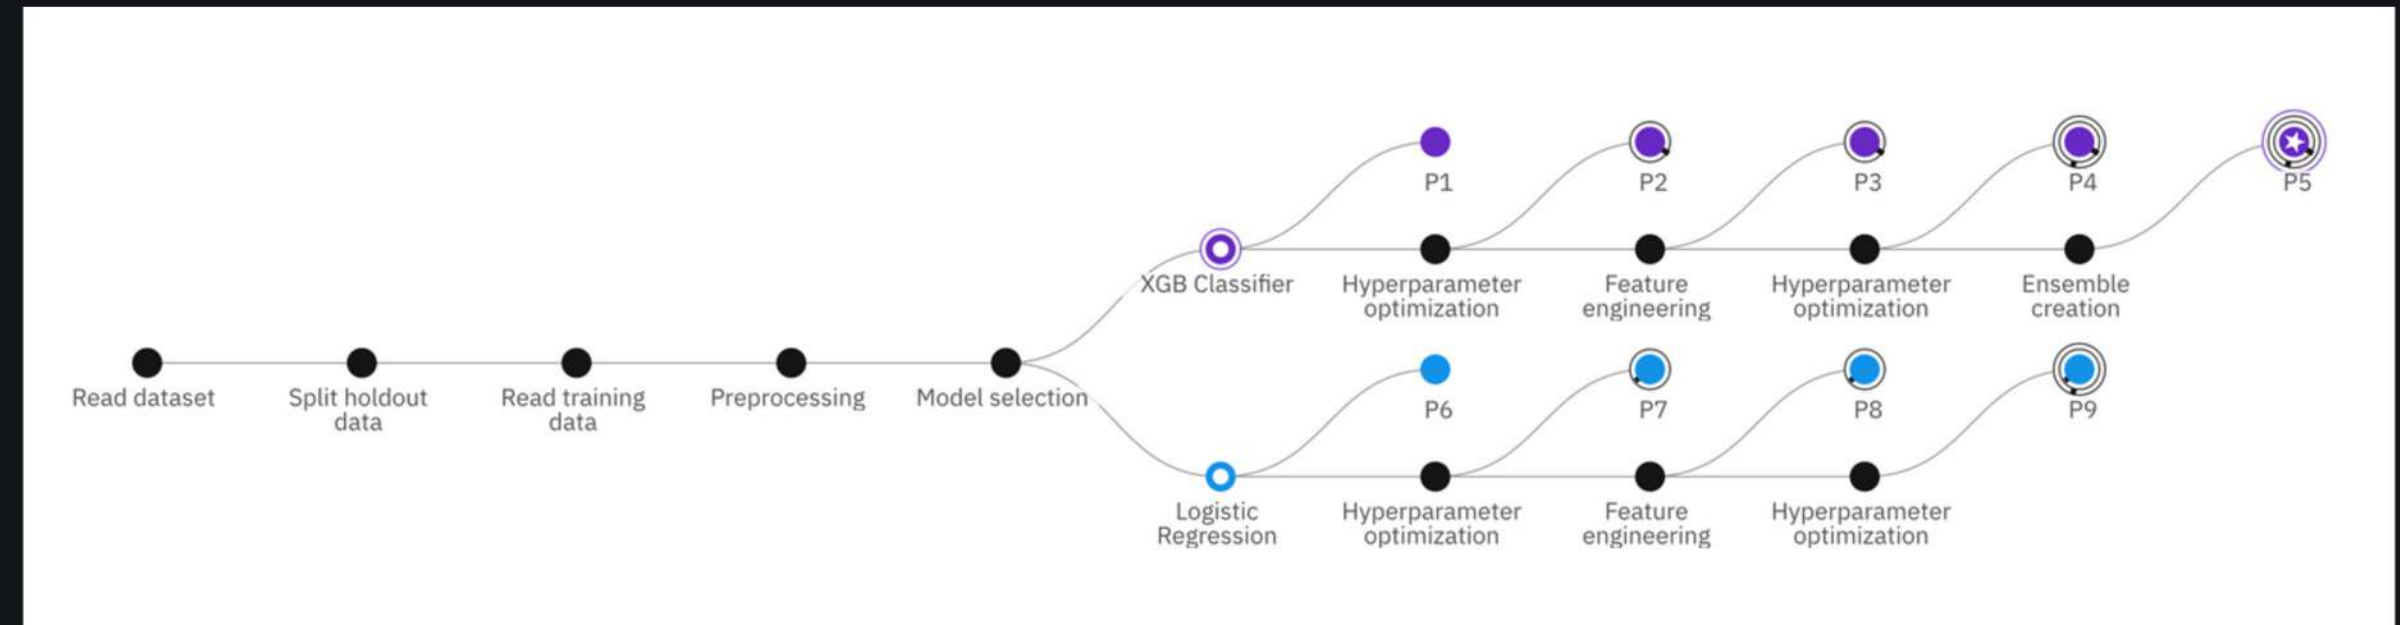 P1
P2
P3
P4
P5
XGB Classifier
Hyperparameter
optimization
Feature
engineering
Hyperparameter
optimization
Ensemble
creation
Read dataset
Split holdout
data
Read training
data
Preprocessing
Model selection
P6
P7
P8
P9
Logistic
Regression
Hyperparameter
optimization
Feature
engineering
Hyperparameter
optimization